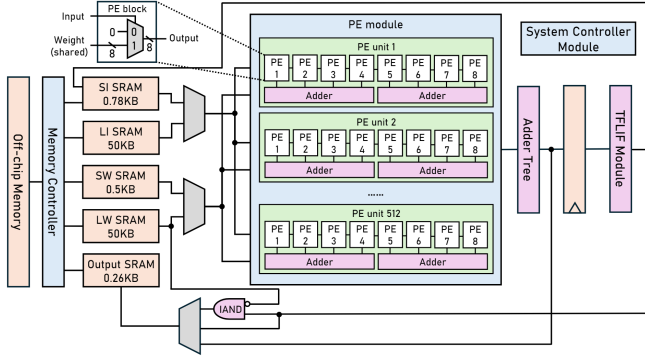 PE block
Input
0
0
Weight
(shared)
8
1
8
Output
Off-chip Memory
Memory Controller
SI SRAM
0.78KB
LI SRAM
50KB
SW SRAM
0.5KB
LW SRAM
50KB
Output SRAM
0.26KB
PE module
PE unit 1
PE PE PE PE PE PE PE PE
1 2 3 4 5 6 7 8
Adder Adder
PE unit 2
PE PE PE PE PE PE PE PE
1 2 3 4 5 6 7 8
Adder Adder
......
PE unit 512
PE PE PE PE PE PE PE PE
1 2 3 4 5 6 7 8
Adder Adder
System Controller
Module
Adder Tree
TFLIF Module
IAND